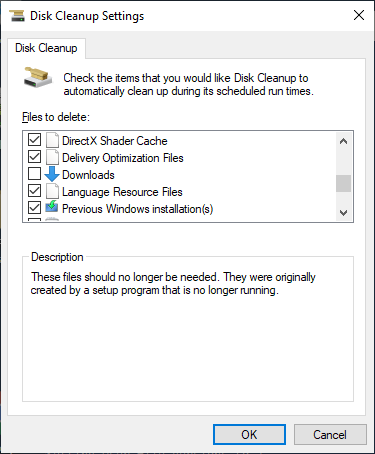 Disk Cleanup Settings
Disk Cleanup
Check the items that you would like Disk Cleanup to
automatically clean up during its scheduled run times.
Files to delete:
DirectX Shader Cache
Delivery Optimization Files
Downloads
Language Resource Files
Previous Windows installation(s)
Description
These files should no longer be needed. They were originally
created by a setup program that is no longer running.
OK
Cancel